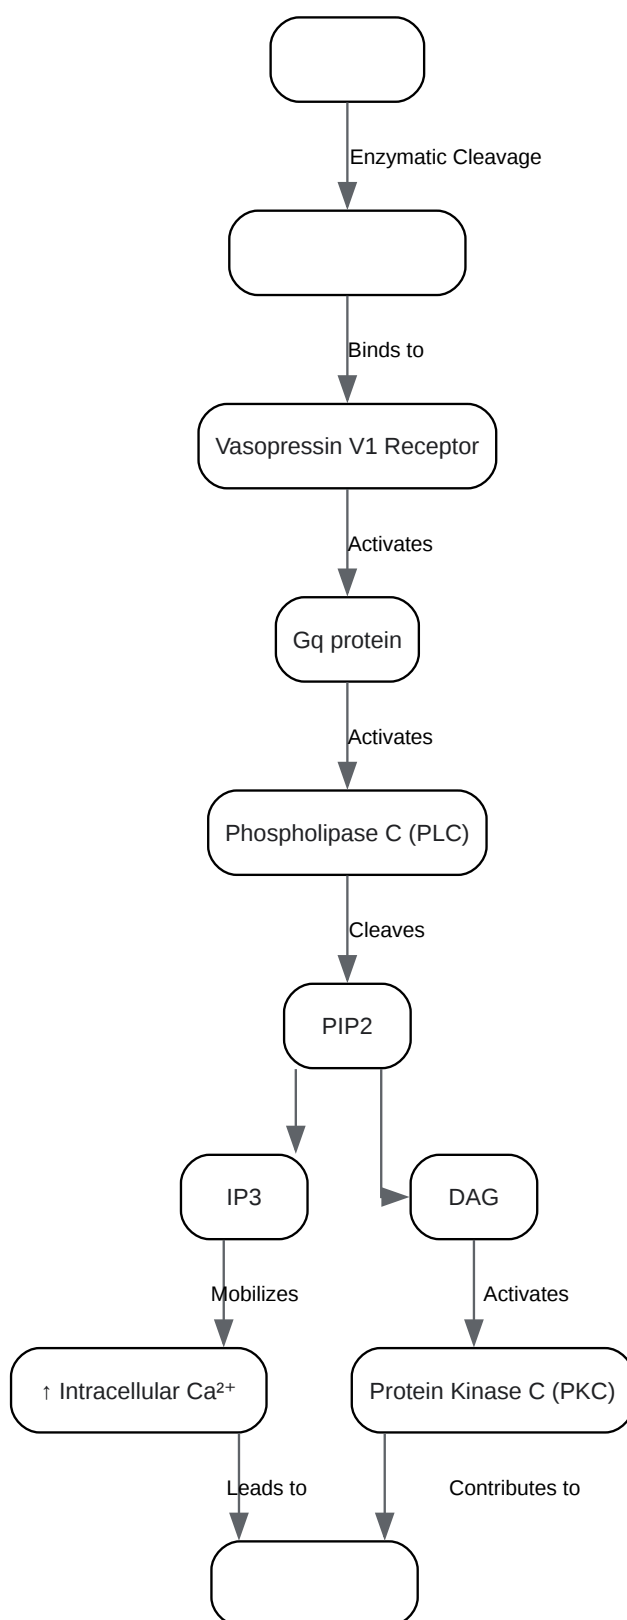 Enzymatic Cleavage
Binds to
Vasopressin V1 Receptor
Activates
Gq protein
Activates
Phospholipase C (PLC)
Cleaves
PIP2
IP3
DAG
Mobilizes
Activates
↑ Intracellular Ca²⁺
Protein Kinase C (PKC)
Leads to
Contributes to